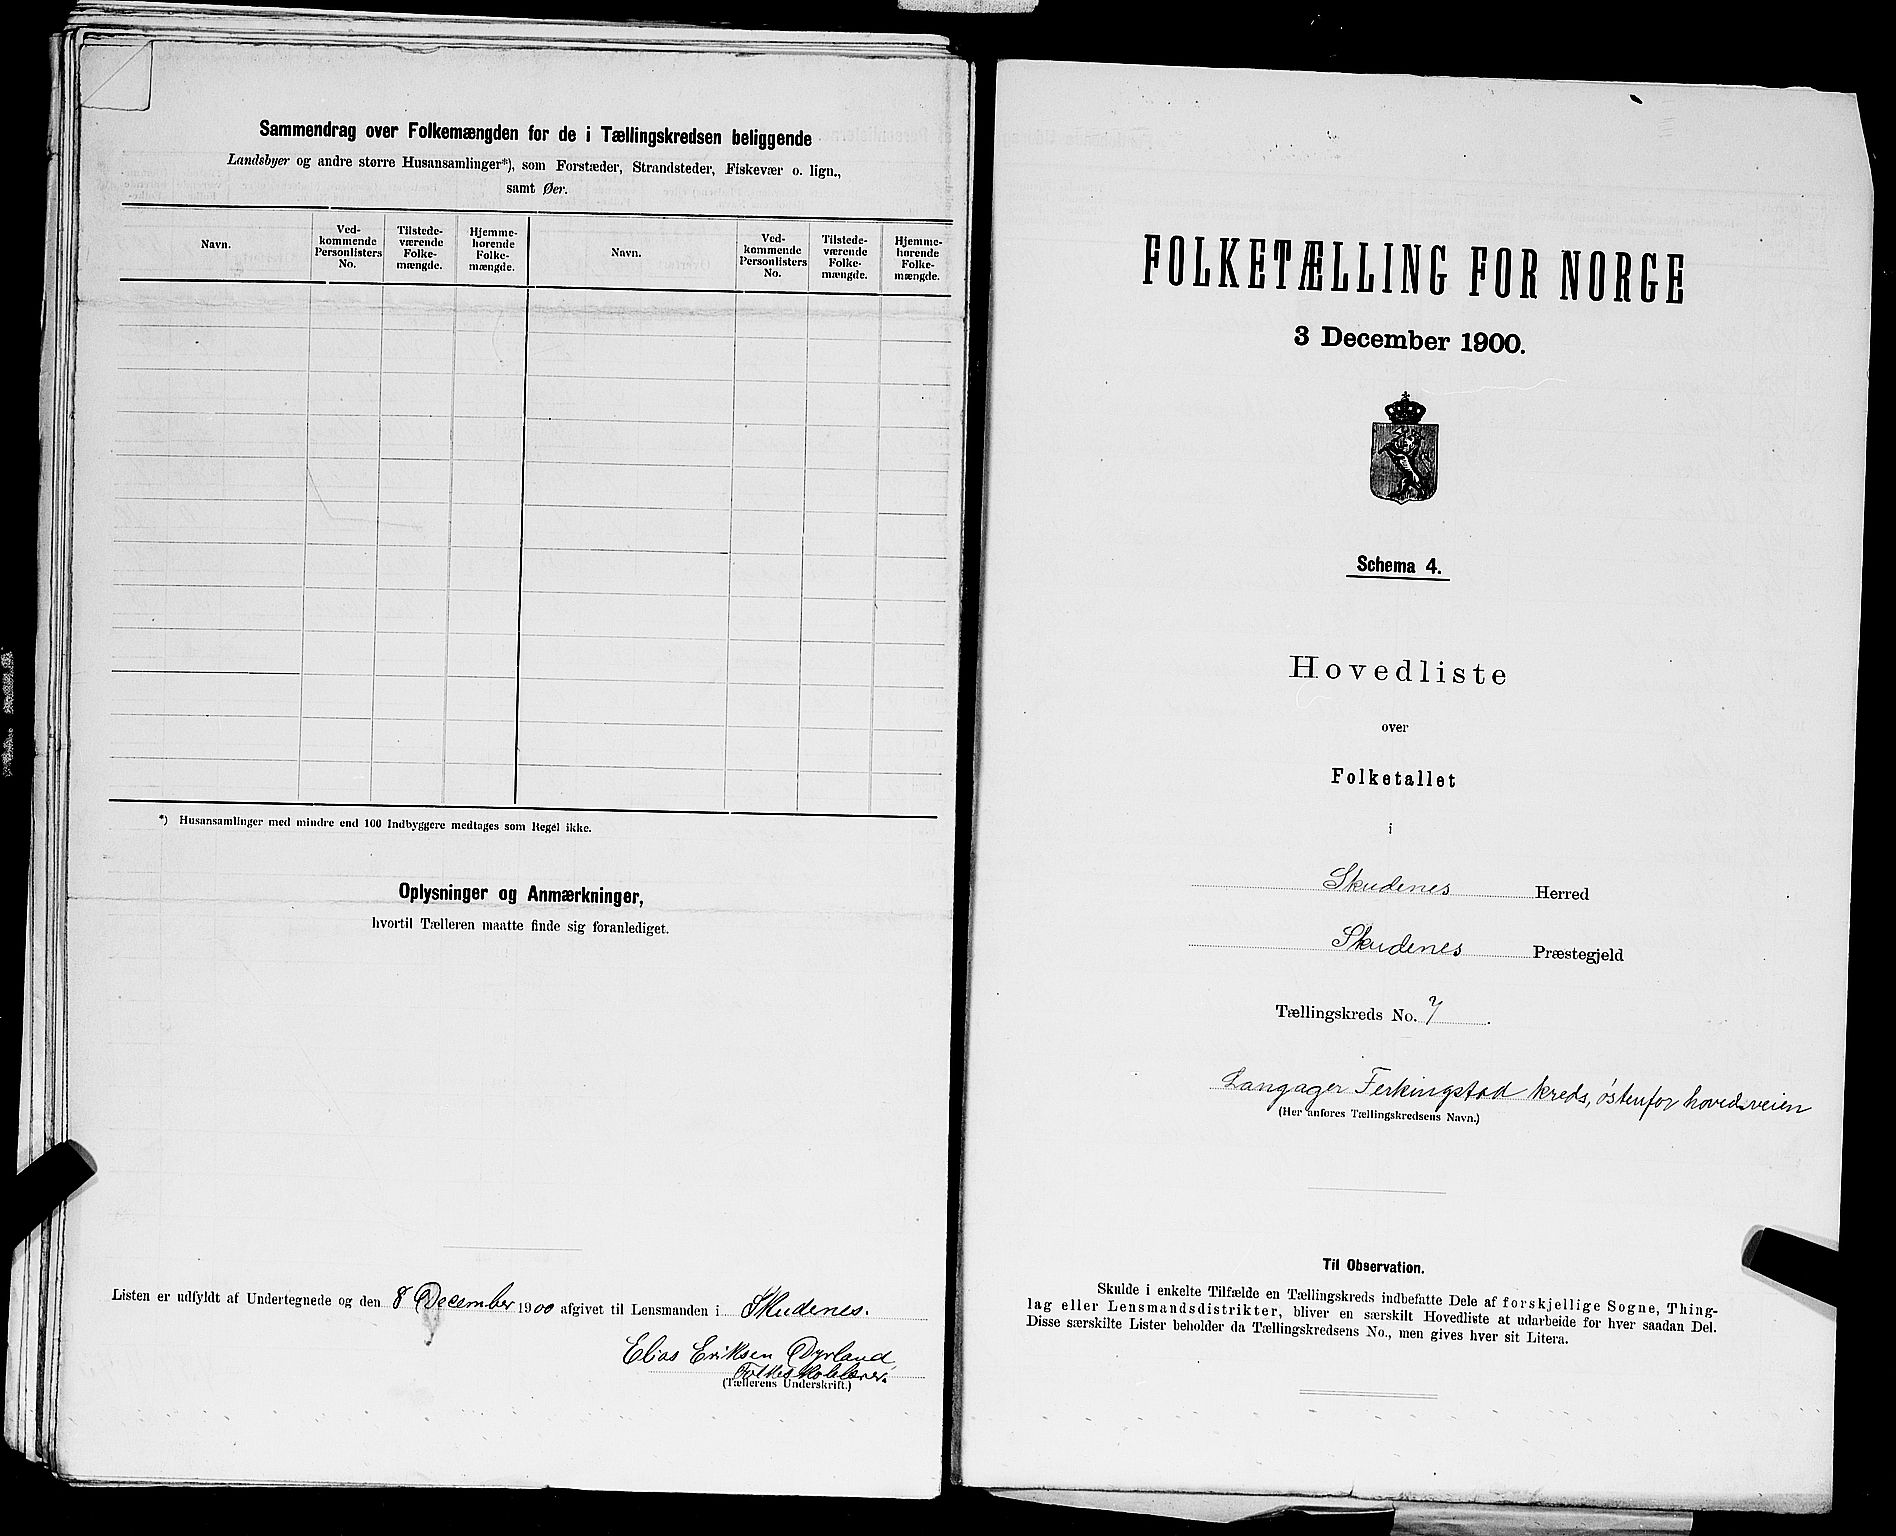 Sammendrag over Folkemængden for de i Tællingskredsen beliggende
Landsbyer og andre større Husansamlinger*), som Forstæder, Strandsteder, Fiskevær o. lign.,
samt Øer.
Navn.
Ved-
kommende
Personlisters
No.
Tilstede-
værende
Folke-
mængde.
Hjemme-
hørende
Folke-
mængde.
Navn.
Ved-
kommende
Personlisters
No.
Tilstede-
værende
Folke-
mængde.
Hjemme-
hørende
Folke-
mængde.
*) Husansamlinger med mindre end 100 Indbyggere medtages som Regel ikke.
Oplysninger og Anmærkninger,
hvortil Tælleren maatte finde sig foranlediget.
Listen er udfyldt af Undertegnede og den 8 December 1900 afgivet til Lensmanden i Skudenes.
Elias Eriksen Dyrland,
Folkeskolelærer.
(Tællerens Underskrift.)
FOLKETÆLLING FOR NORGE
3 December 1900.
Schema 4.
Hovedliste
over
Folketallet
i
Skudenes Herred
Skudenes Præstegjeld
Tællingskreds No. 7.
Langager Ferkingstad kreds, østenfor hovedveien
(Her anføres Tællingskredsens Navn.)
Til Observation.
Skulde i enkelte Tilfælde en Tællingskreds indbefatte Dele af forskjellige Sogne, Thing-
lag eller Lensmandsdistrikter, bliver en særskilt Hovedliste at udarbeide for hver saadan Del.
Disse særskilte Lister beholder da Tællingskredsens No., men gives hver sit Litera.